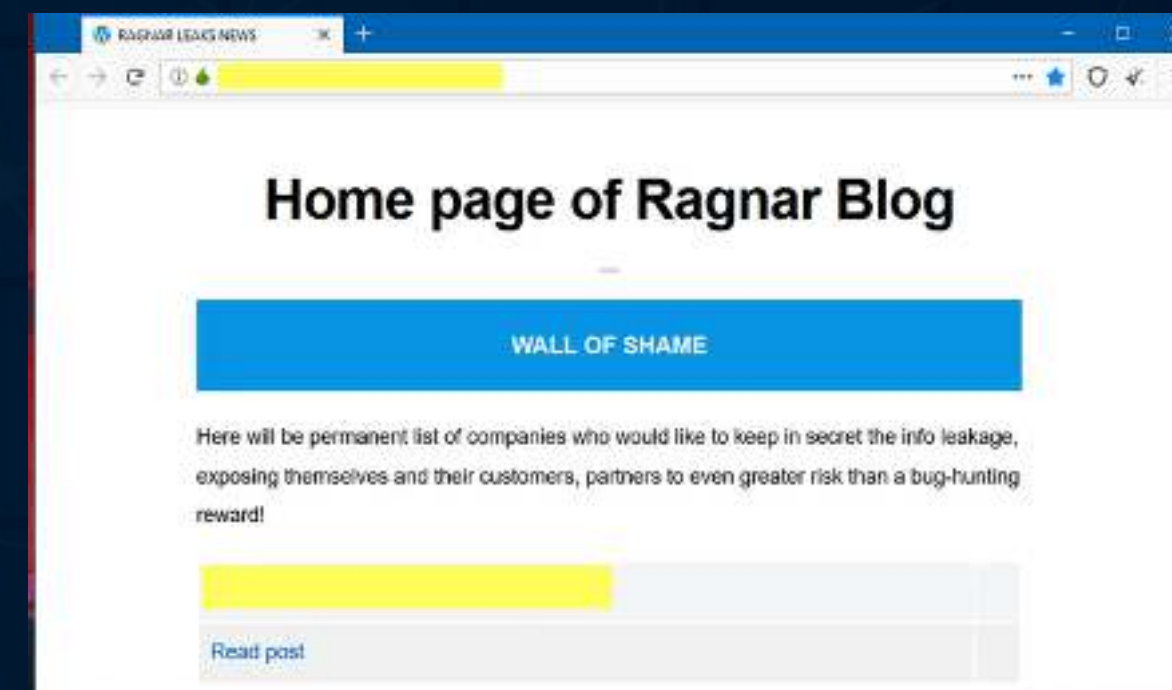 RAGNAR LEAKS NEWS
Home page of Ragnar Blog
WALL OF SHAME
Here will be permanent list of companies who would like to keep in secret the info leakage,
exposing themselves and their customers, partners to even greater risk than a bug-hunting
reward!
Read post